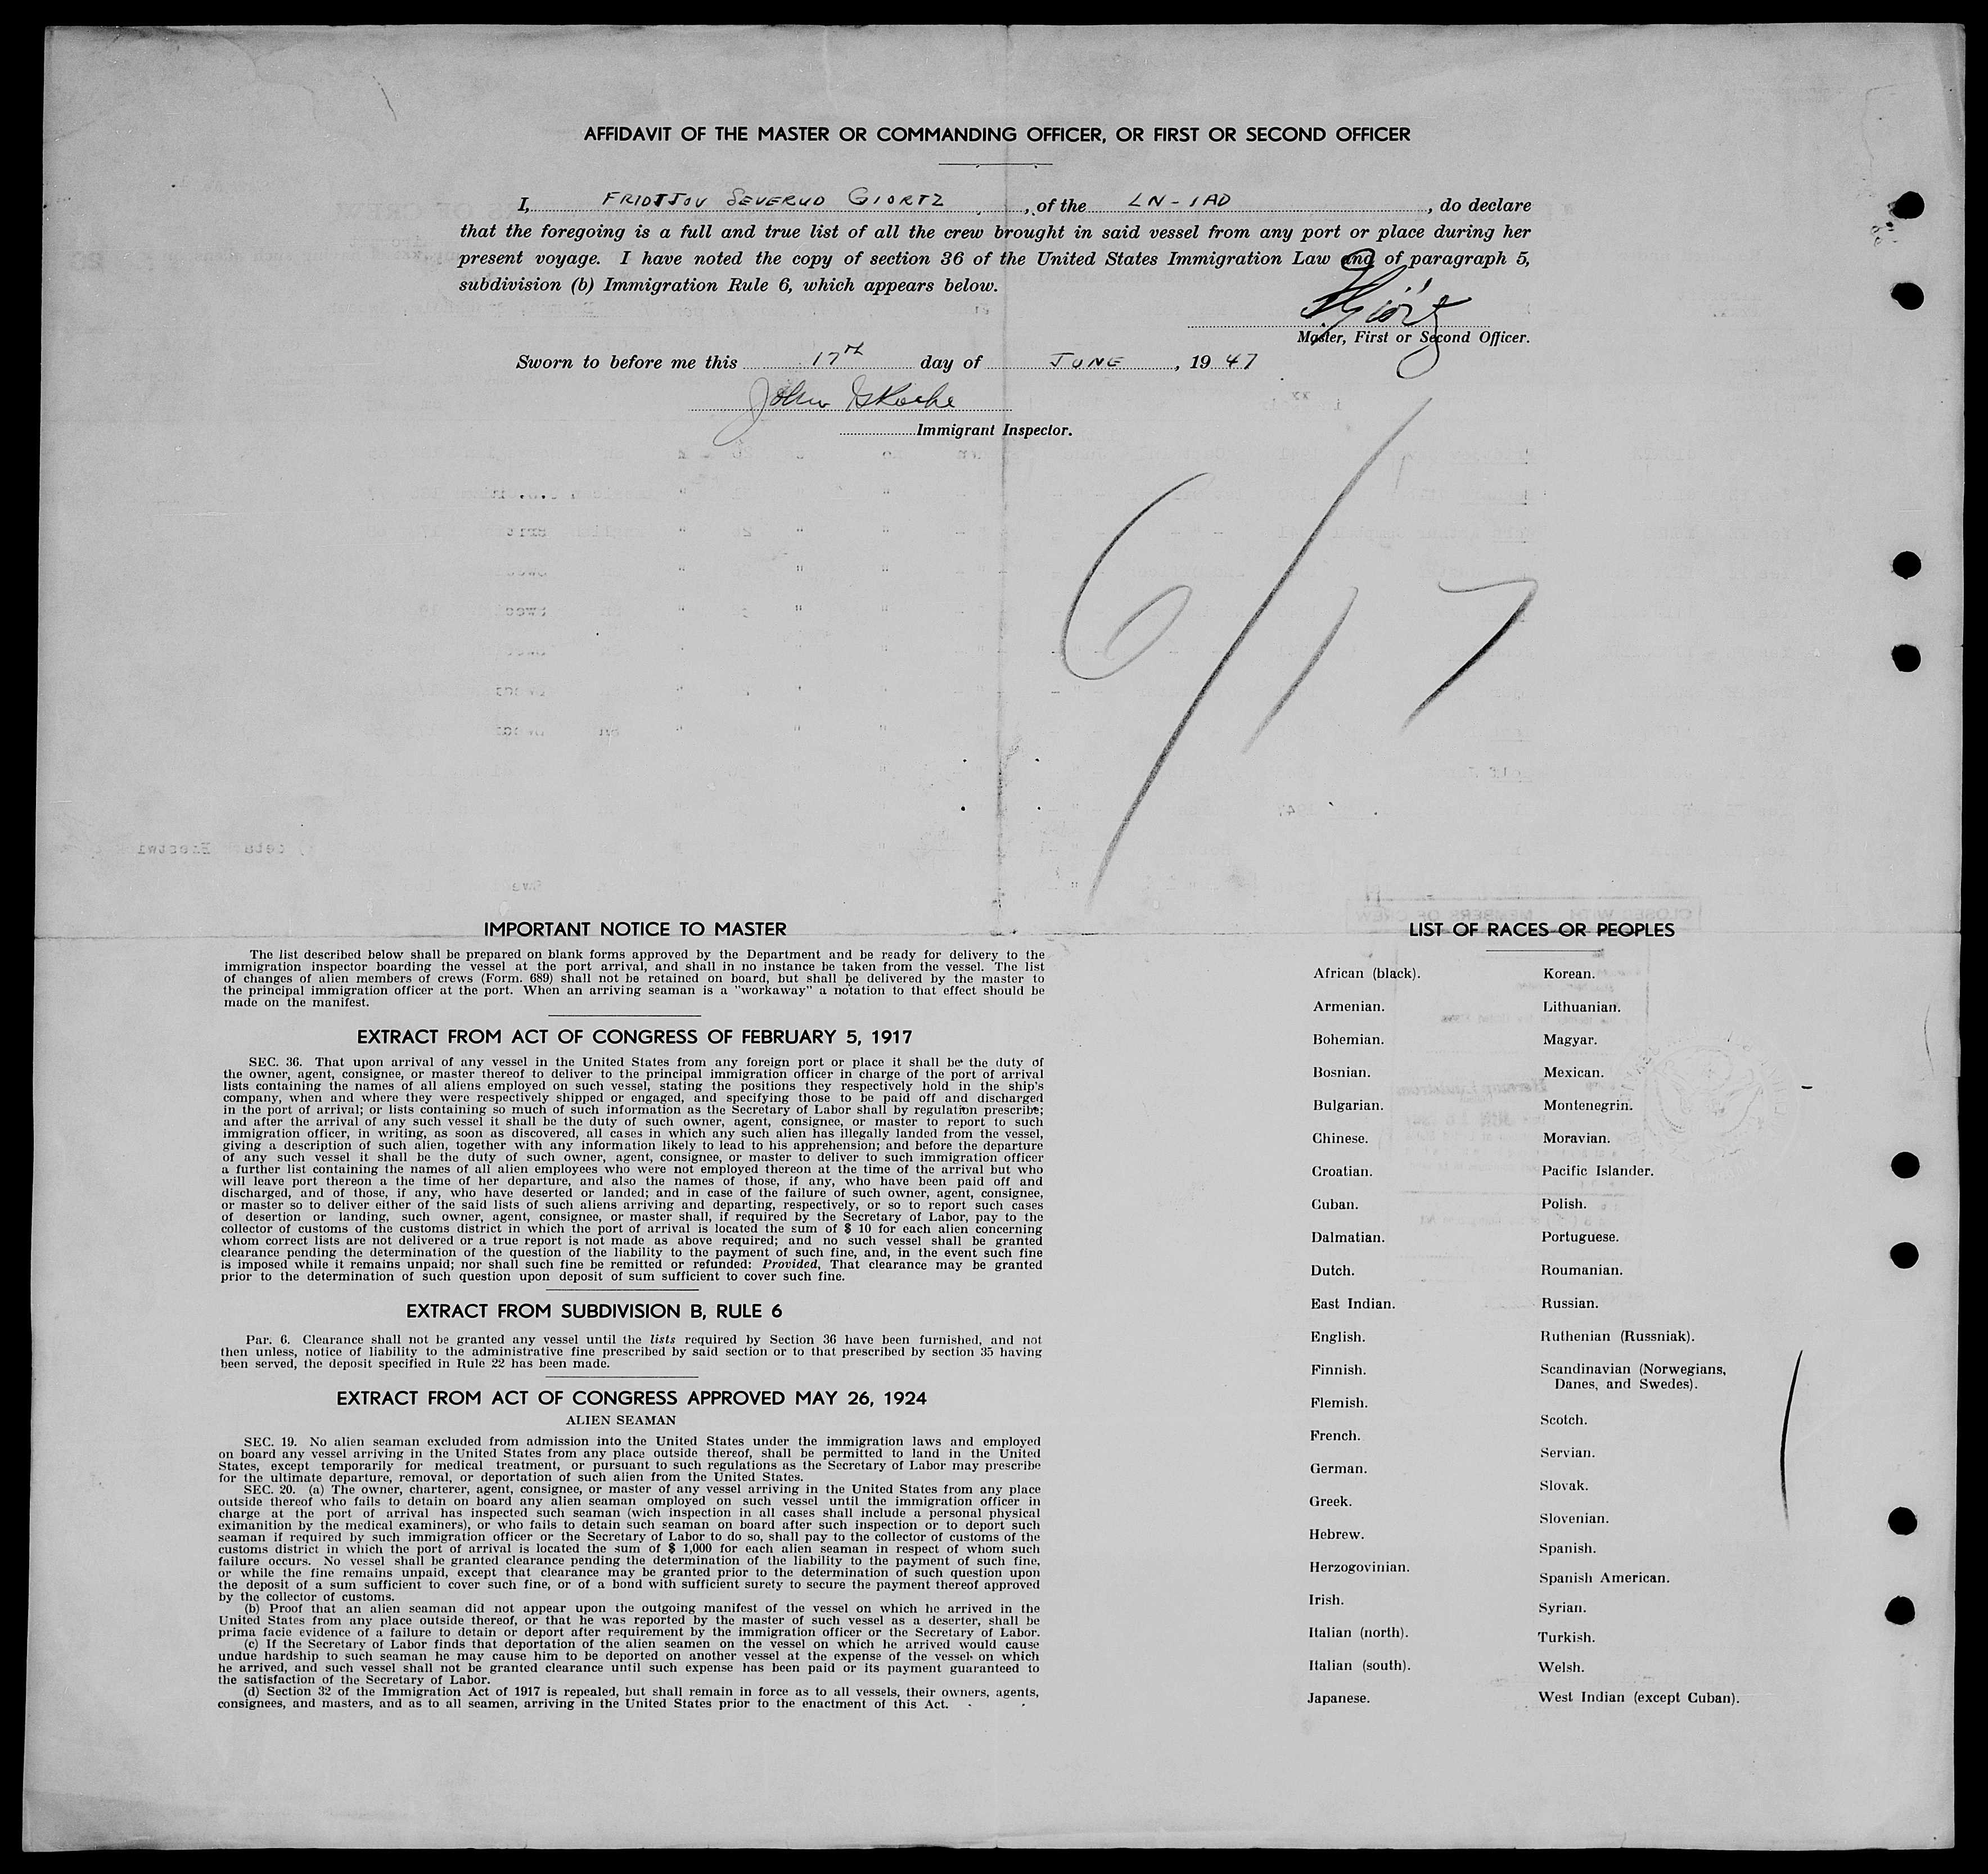 AFFIDAVIT OF THE MASTER OR COMMANDING OFFICER, OR FIRST OR SECOND OFFICER
I, FRIDTJOV SEVERUD GIORTZ, of the LN-IAD, do declare
that the foregoing is a full and true list of all the crew brought in said vessel from any port or place during her
present voyage. I have noted the copy of section 36 of the United States Immigration Law and of paragraph 5,
subdivision (b) Immigration Rule 6, which appears below.
Giörtz
Master, First or Second Officer.
Sworn to before me this 17th day of JUNE, 1947
John
Immigrant Inspector.
6/17
IMPORTANT NOTICE TO MASTER
The list described below shall be prepared on blank forms approved by the Department and be ready for delivery to the
immigration inspector boarding the vessel at the port arrival, and shall in no instance be taken from the vessel. The list
of changes of alien members of crews (Form. 689) shall not be retained on board, but shall be delivered by the master to
the principal immigration officer at the port. When an arriving seaman is a "workaway" a notation to that effect should be
made on the manifest.
EXTRACT FROM ACT OF CONGRESS OF FEBRUARY 5, 1917
SEC. 36. That upon arrival of any vessel in the United States from any foreign port or place it shall be the duty of
the owner, agent, consignee, or master thereof to deliver to the principal immigration officer in charge of the port of arrival
lists containing the names of all aliens employed on such vessel, stating the positions they respectively hold in the ship's
company, when and where they were respectively shipped or engaged, and specifying those to be paid off and discharged
in the port of arrival; or lists containing so much of such information as the Secretary of Labor shall by regulation prescribe;
and after the arrival of any such vessel it shall be the duty of such owner, agent, consignee, or master to report to such
immigration officer, in writing, as soon as discovered, all cases in which any such alien has illegally landed from the vessel,
giving a description of such alien, together with any information likely to lead to his apprehension; and before the departure
of any such vessel it shall be the duty of such owner, agent, consignee, or master to deliver to such immigration officer
a further list containing the names of all alien employees who were not employed thereon at the time of the arrival but who
will leave port thereon a the time of her departure, and also the names of those, if any, who have been paid off and
discharged, and of those, if any, who have deserted or landed; and in case of the failure of such owner, agent, consignee,
or master so to deliver either of the said lists of such aliens arriving and departing, respectively, or so to report such cases
of desertion or landing, such owner, agent, consignee, or master shall, if required by the Secretary of Labor, pay to the
collector of customs of the customs district in which the port of arrival is located the sum of $ 10 for each alien concerning
whom correct lists are not delivered or a true report is not made as above required; and no such vessel shall be granted
clearance pending the determination of the question of the liability to the payment of such fine, and, in the event such fine
is imposed while it remains unpaid; nor shall such fine be remitted or refunded: Provided, That clearance may be granted
prior to the determination of such question upon deposit of sum sufficient to cover such fine.
EXTRACT FROM SUBDIVISION B, RULE 6
Par. 6. Clearance shall not be granted any vessel until the lists required by Section 36 have been furnished, and not
then unless, notice of liability to the administrative fine prescribed by said section or to that prescribed by section 35 having
been served, the deposit specified in Rule 22 has been made.
EXTRACT FROM ACT OF CONGRESS APPROVED MAY 26, 1924
ALIEN SEAMAN
SEC. 19. No alien seaman excluded from admission into the United States under the immigration laws and employed
on board any vessel arriving in the United States from any place outside thereof, shall be permitted to land in the United
States, except temporarily for medical treatment, or pursuant to such regulations as the Secretary of Labor may prescribe
for the ultimate departure, removal, or deportation of such alien from the United States.
SEC. 20. (a) The owner, charterer, agent, consignee, or master of any vessel arriving in the United States from any place
outside thereof who fails to detain on board any alien seaman omployed on such vessel until the immigration officer in
charge at the port of arrival has inspected such seaman (wich inspection in all cases shall include a personal physical
eximanition by the medical examiners), or who fails to detain such seaman on board after such inspection or to deport such
seaman if required by such immigration officer or the Secretary of Labor to do so, shall pay to the collector of customs of the
customs district in which the port of arrival is located the sum of $ 1,000 for each alien seaman in respect of whom such
failure occurs. No vessel shall be granted clearance pending the determination of the liability to the payment of such fine,
or while the fine remains unpaid, except that clearance may be granted prior to the determination of such question upon
the deposit of a sum sufficient to cover such fine, or of a bond with sufficient surety to secure the payment thereof approved
by the collector of customs.
(b) Proof that an alien seaman did not appear upon the outgoing manifest of the vessel on which he arrived in the
United States from any place outside thereof, or that he was reported by the master of such vessel as a deserter, shall be
prima facie evidence of a failure to detain or deport after requirement by the immigration officer or the Secretary of Labor.
(c) If the Secretary of Labor finds that deportation of the alien seamen on the vessel on which he arrived would cause
undue hardship to such seaman he may cause him to be deported on another vessel at the expense of the vessel on which
he arrived, and such vessel shall not be granted clearance until such expense has been paid or its payment guaranteed to
the satisfaction of the Secretary of Labor.
(d) Section 32 of the Immigration Act of 1917 is repealed, but shall remain in force as to all vessels, their owners, agents,
consignees, and masters, and as to all seamen, arriving in the United States prior to the enactment of this Act.
LIST OF RACES OR PEOPLES
African (black).
Armenian.
Bohemian.
Bosnian.
Bulgarian.
Chinese.
Croatian.
Cuban.
Dalmatian.
Dutch.
East Indian.
English.
Finnish.
Flemish.
French.
German.
Greek.
Hebrew.
Herzogovinian.
Irish.
Italian (north).
Italian (south).
Japanese.
Korean.
Lithuanian.
Magyar.
Mexican.
Montenegrin.
Moravian.
Pacific Islander.
Polish.
Portuguese.
Roumanian.
Russian.
Ruthenian (Russniak).
Scandinavian (Norwegians,
Danes, and Swedes).
Scotch.
Servian.
Slovak.
Slovenian.
Spanish.
Spanish American.
Syrian.
Turkish.
Welsh.
West Indian (except Cuban).